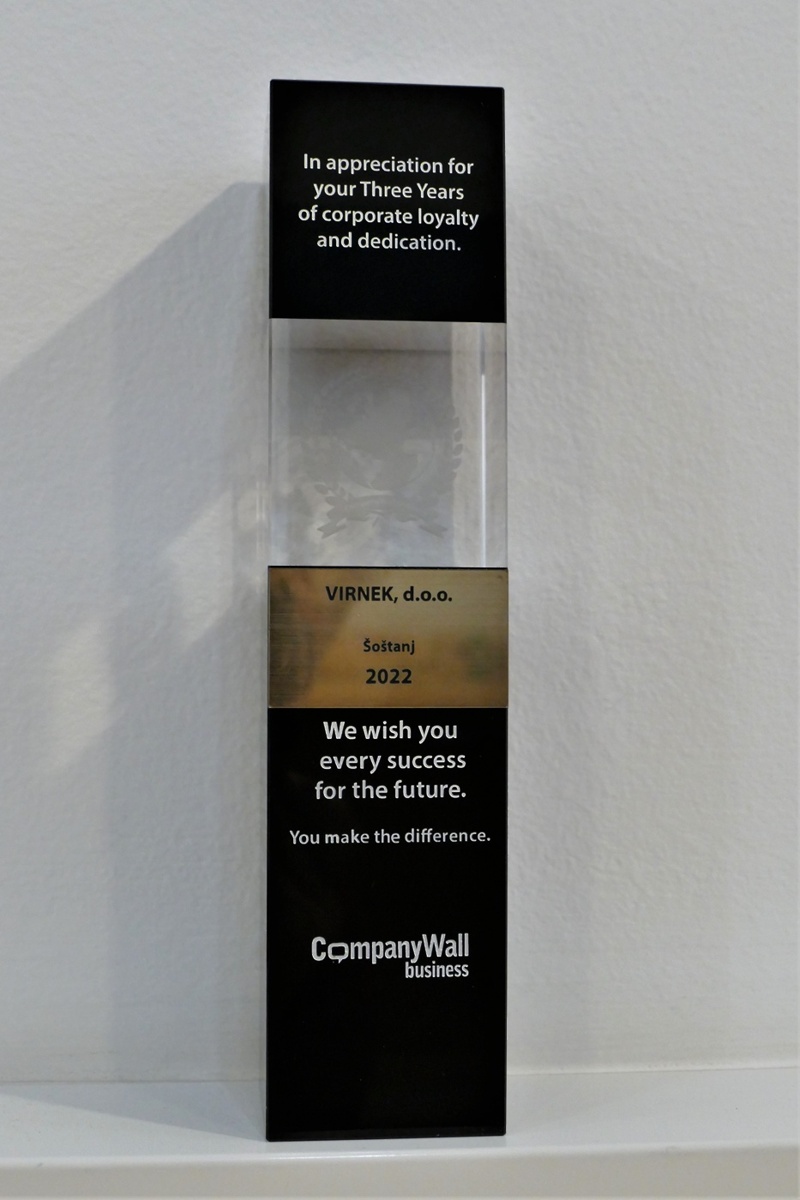 In appreciation for
your Three Years
of corporate loyalty
and dedication.
VIRNEK, d.o.o.
Šoštanj
2022
We wish you
every success
for the future.
You make the difference.
CompanyWall
business